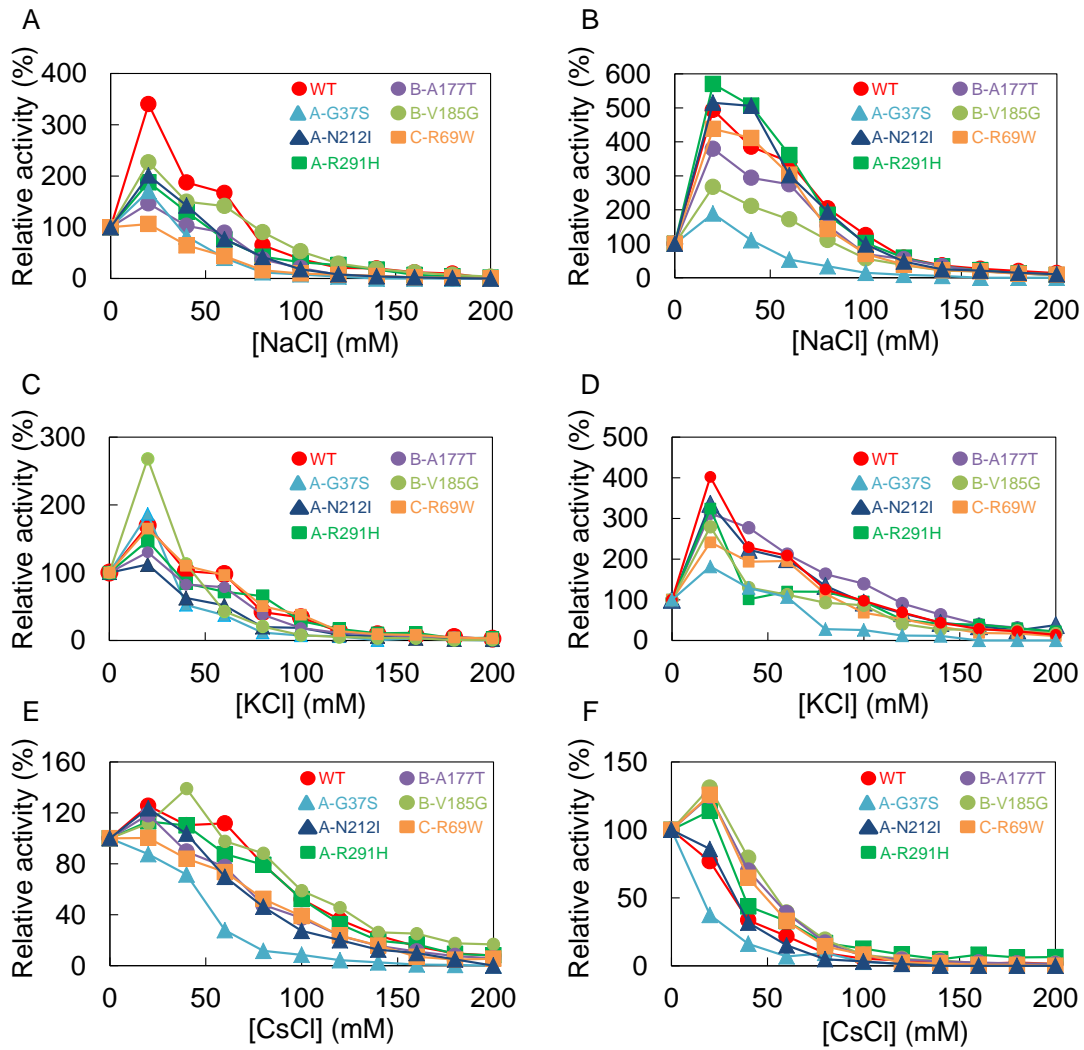 A
Relative activity (%)
400
300
200
100
0
WT
B-A177T
A-G37S
B-V185G
A-N212I
C-R69W
A-R291H
0 50 100 150 200
[NaCl] (mM)
B
Relative activity (%)
600
500
400
300
200
100
0
WT
B-A177T
A-G37S
B-V185G
A-N212I
C-R69W
A-R291H
0 50 100 150 200
[NaCl] (mM)
C
Relative activity (%)
300
200
100
0
WT
B-A177T
A-G37S
B-V185G
A-N212I
C-R69W
A-R291H
0 50 100 150 200
[KCl] (mM)
D
Relative activity (%)
500
400
300
200
100
0
WT
B-A177T
A-G37S
B-V185G
A-N212I
C-R69W
A-R291H
0 50 100 150 200
[KCl] (mM)
E
Relative activity (%)
160
120
80
40
0
WT
B-A177T
A-G37S
B-V185G
A-N212I
C-R69W
A-R291H
0 50 100 150 200
[CsCl] (mM)
F
Relative activity (%)
150
100
50
0
WT
B-A177T
A-G37S
B-V185G
A-N212I
C-R69W
A-R291H
0 50 100 150 200
[CsCl] (mM)